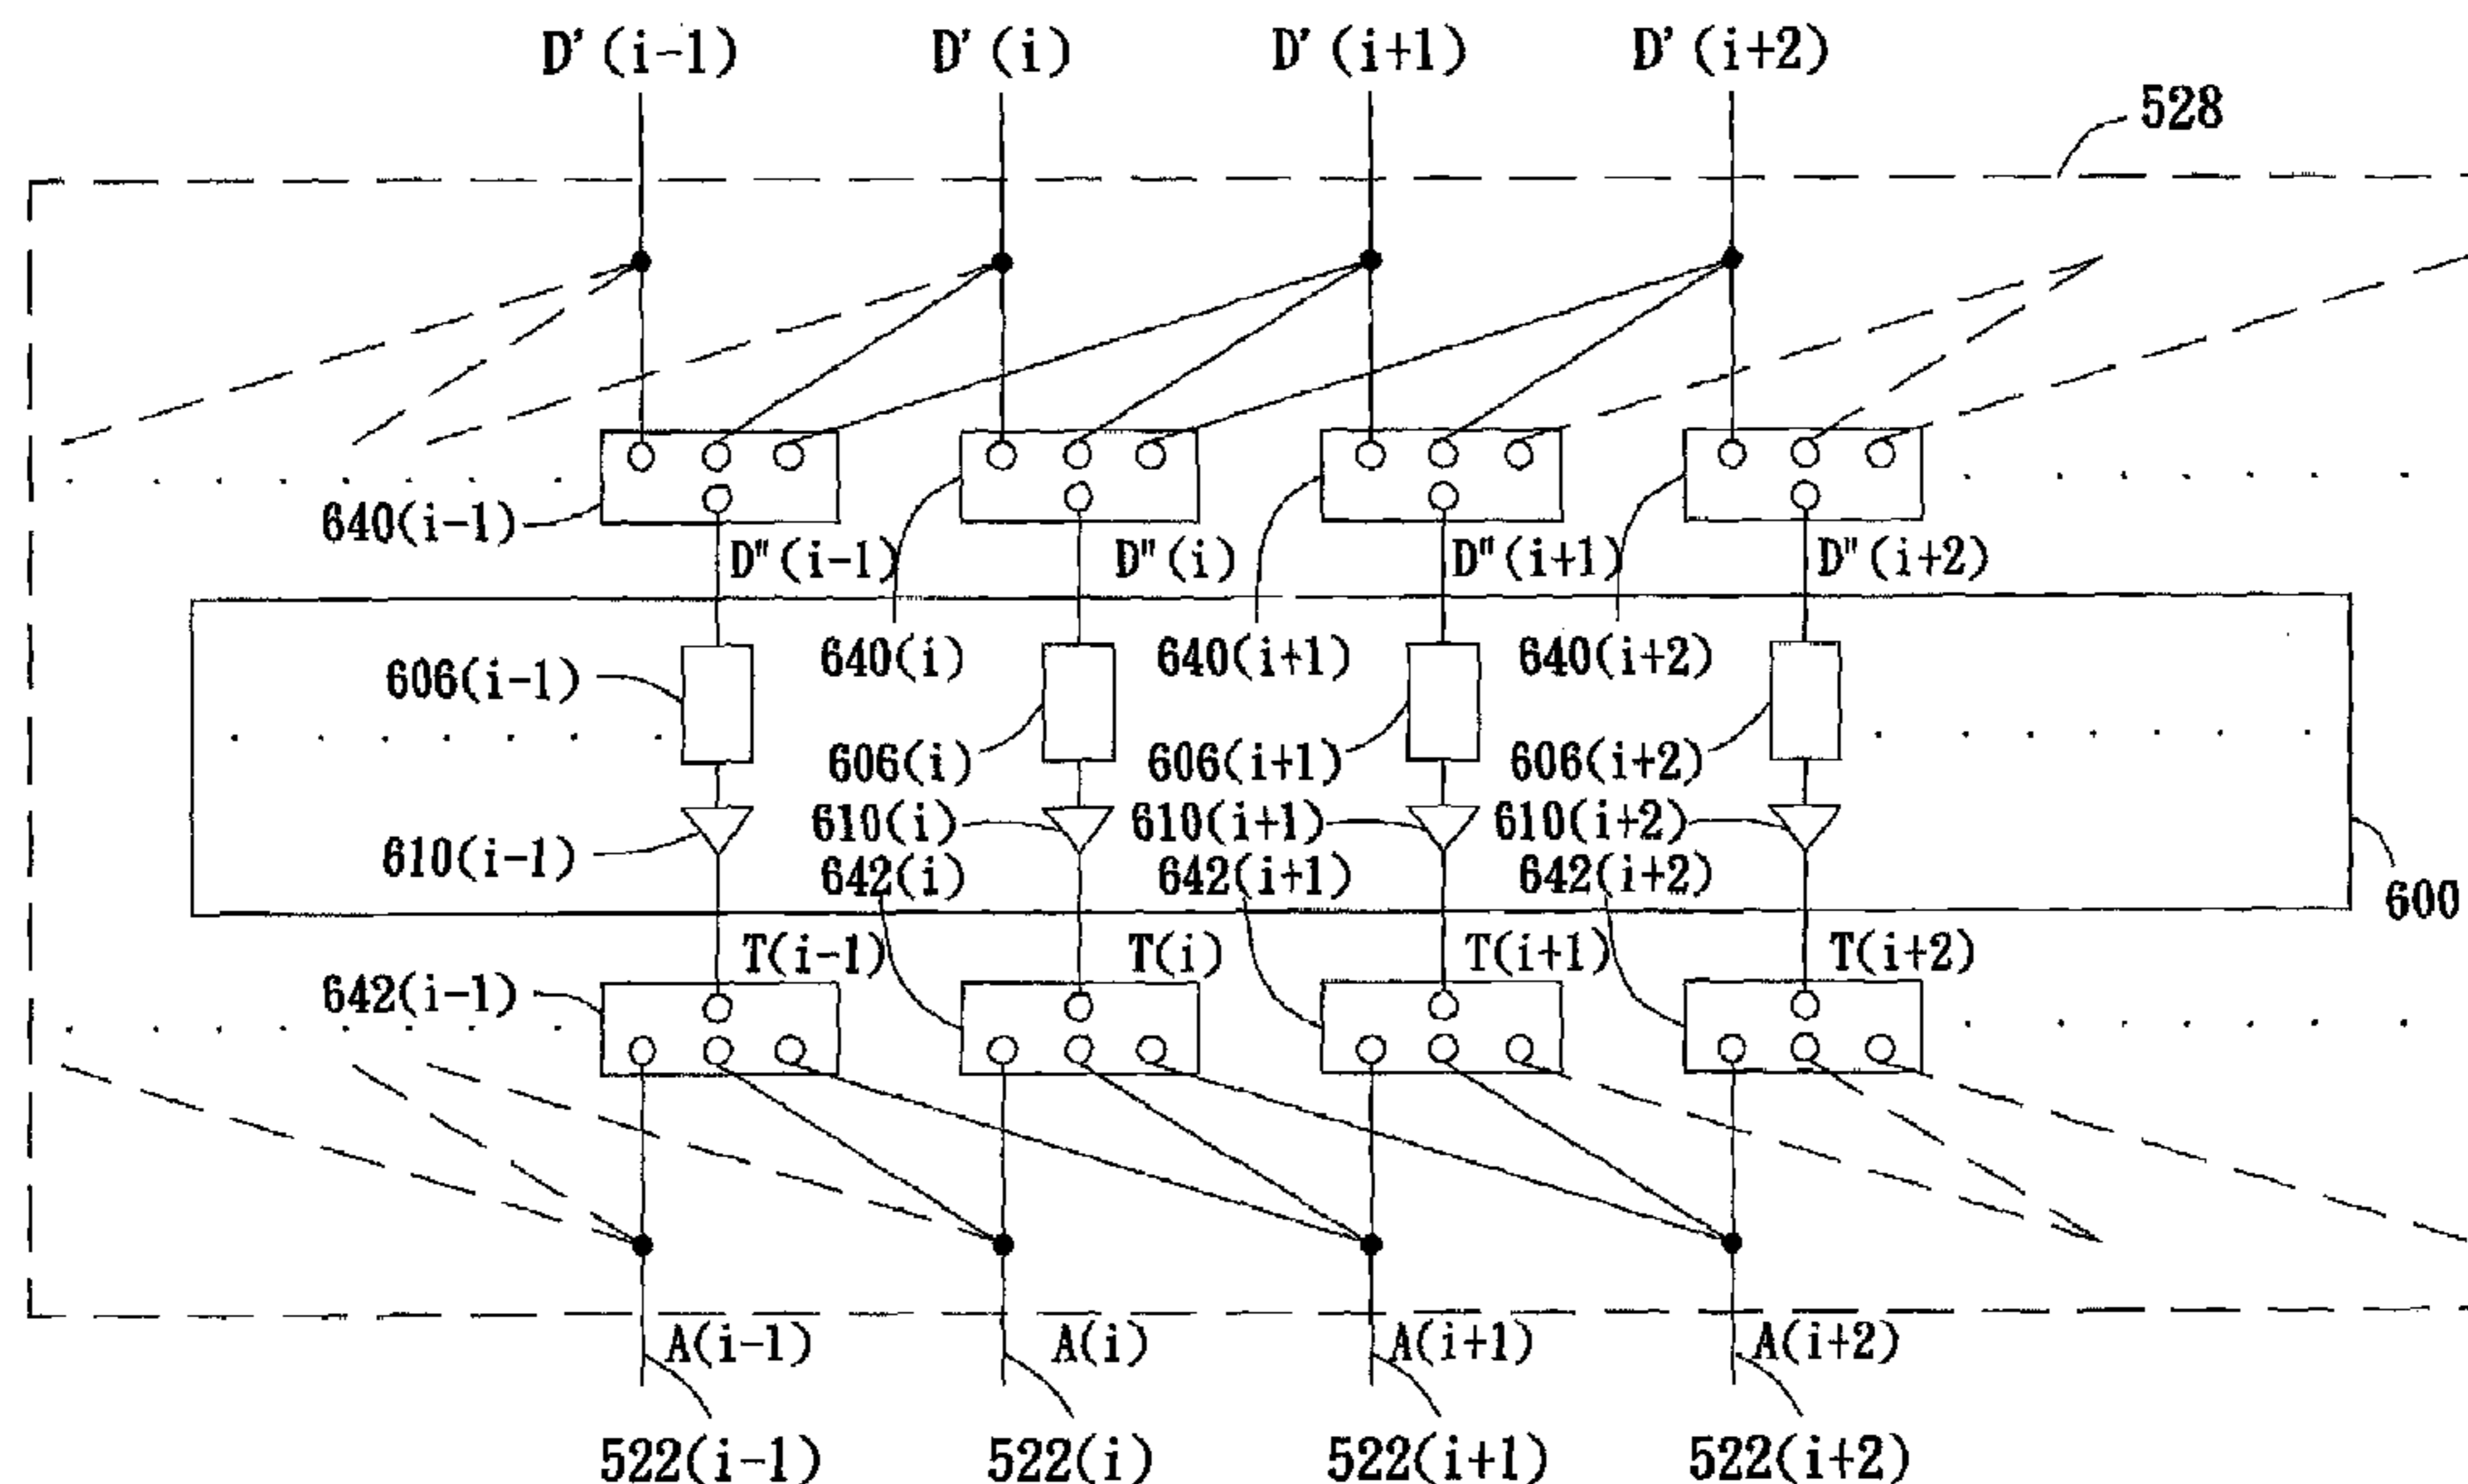 D'(i-1) D'(i) D'(i+1) D'(i+2)
528
640(i-1)
D"(i-1) D"(i) D"(i+1) D"(i+2)
640(i) 640(i+1) 640(i+2)
606(i-1)
606(i) 606(i+1) 606(i+2)
610(i) 610(i+1) 610(i+2)
610(i-1)
642(i) 642(i+1) 642(i+2)
600
T(i-1) T(i) T(i+1) T(i+2)
642(i-1)
A(i-1) A(i) A(i+1) A(i+2)
522(i-1) 522(i) 522(i+1) 522(i+2)